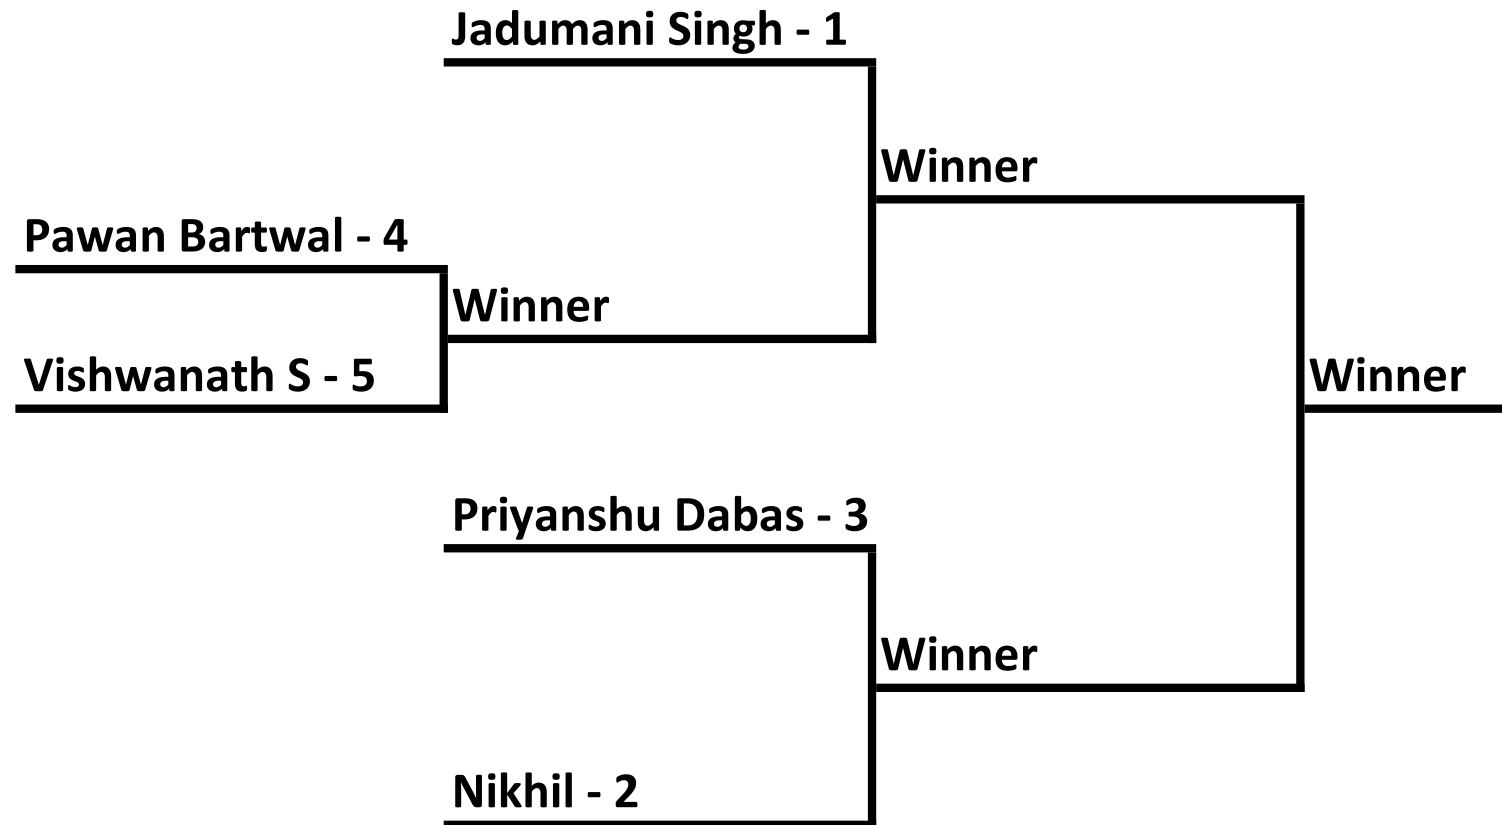 Jadumani Singh - 1
Winner
Pawan Bartwal - 4
Winner
Vishwanath S - 5
Winner
Priyanshu Dabas - 3
Winner
Nikhil - 2